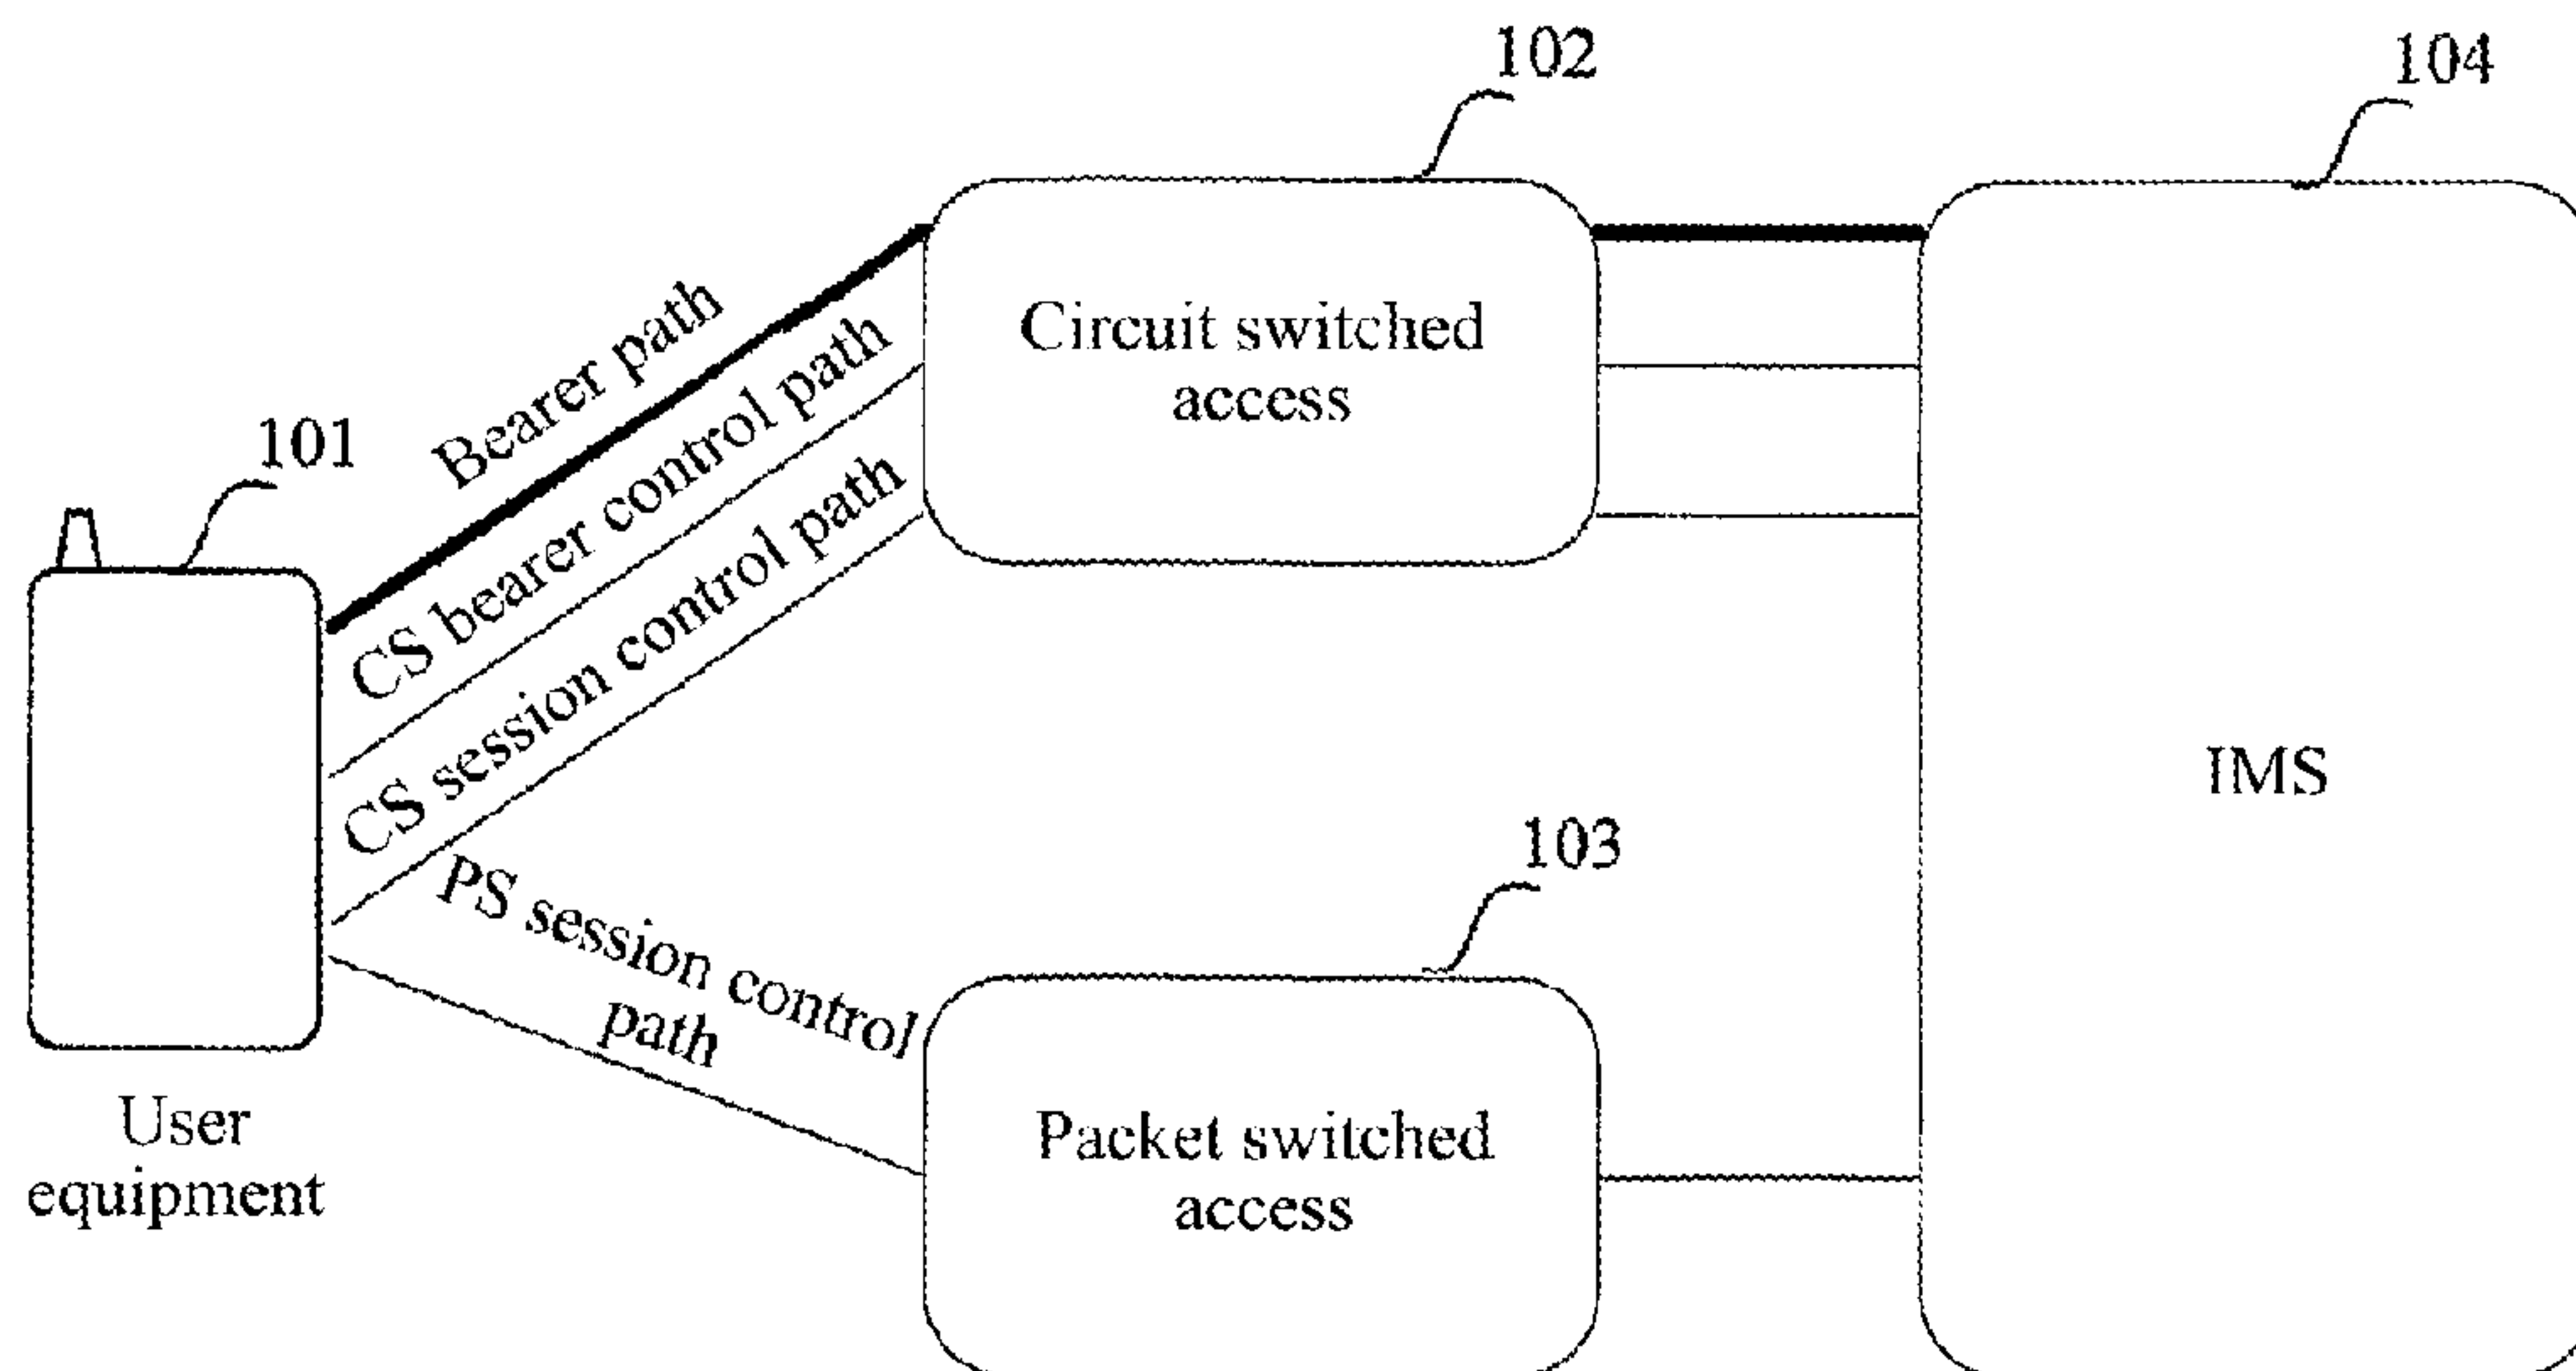 102
104
Circuit switched
access
Bearer path
CS bearer control path
CS session control path
101
IMS
103
PS session control
path
User
equipment
Packet switched
access